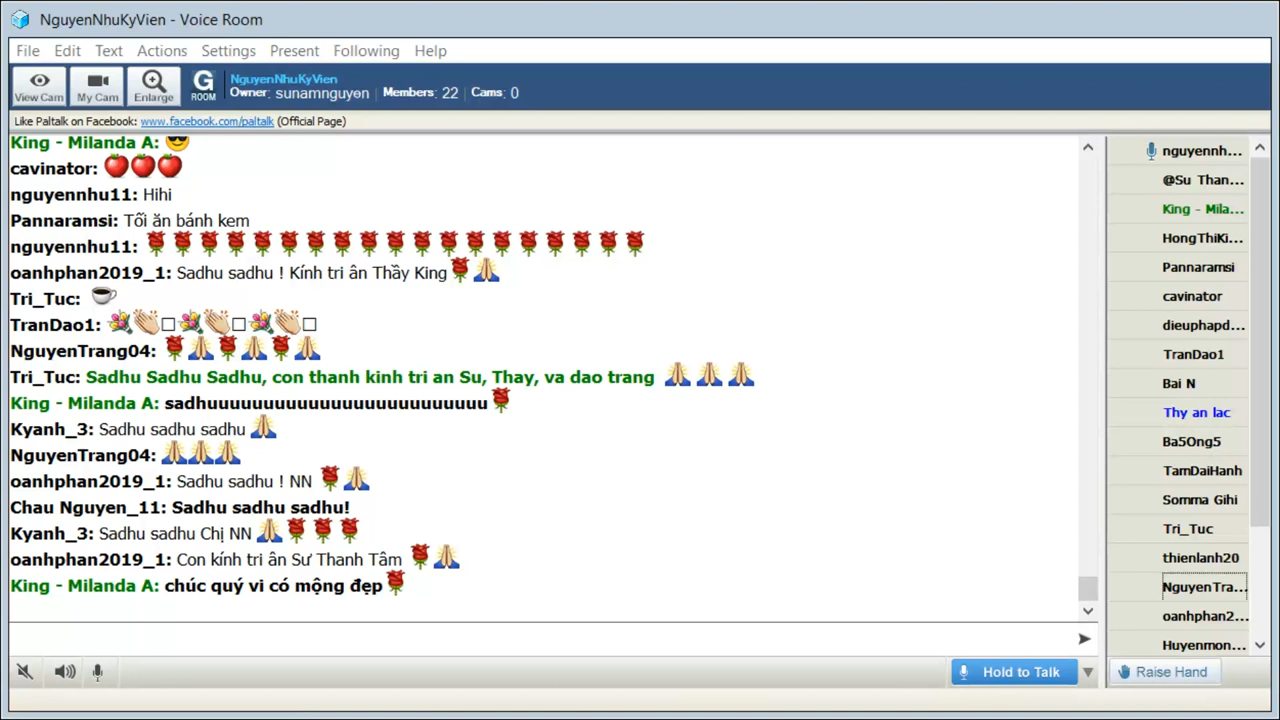 NguyenNhuKyVien - Voice Room
File Edit Text Actions Settings Present Following Help
View Cam My Cam Enlarge G ROOM
NguyenNhuKyVien
Owner: sunamnguyen | Members: 22 | Cams: 0
Like Paltalk on Facebook: www.facebook.com/paltalk (Official Page)
King - Milanda A:
cavinator:
nguyennhu11: Hihi
Pannaramsi: Tối ăn bánh kem
nguyennhu11:
oanhphan2019_1: Sadhu sadhu ! Kính tri ân Thầy King
Tri_Tuc:
TranDao1:
NguyenTrang04:
Tri_Tuc: Sadhu Sadhu Sadhu, con thanh kinh tri an Su, Thay, va dao trang
King - Milanda A: sadhuuuuuuuuuuuuuuuuuuuuuuuuu
Kyanh_3: Sadhu sadhu sadhu
NguyenTrang04:
oanhphan2019_1: Sadhu sadhu ! NN
Chau Nguyen_11: Sadhu sadhu sadhu!
Kyanh_3: Sadhu sadhu Chị NN
oanhphan2019_1: Con kính tri ân Sư Thanh Tâm
King - Milanda A: chúc quý vi có mộng đẹp
nguyennh...
@Su Than...
King - Mila...
HongThiKi...
Pannaramsi
cavinator
dieuphapd...
TranDao1
Bai N
Thy an lac
Ba5Ong5
TamDaiHanh
Somma Gihi
Tri_Tuc
thienlanh20
NguyenTra...
oanhphan2...
Huyenmon...
Hold to Talk
Raise Hand